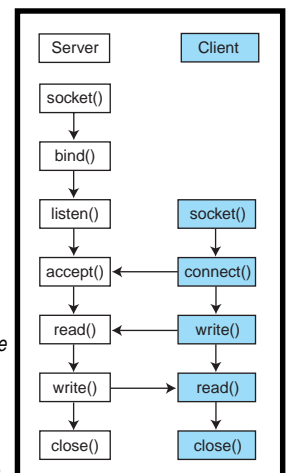 Server Client
socket()
bind()
listen() socket()
accept() connect()
read() write()
e
write() read()
close() close()